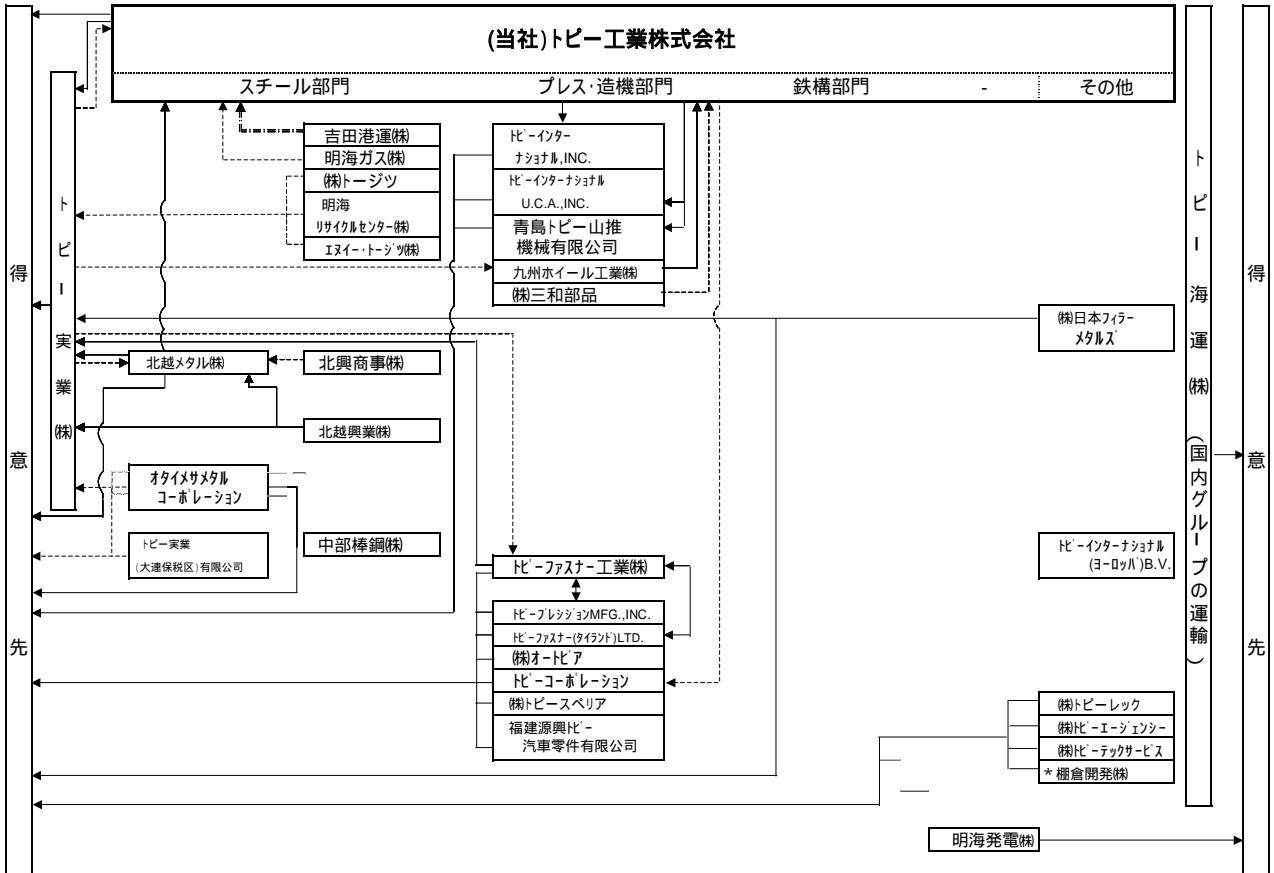 (当社)トピー工業株式会社
スチール部門 プレス・造機部門 鉄構部門 - その他
得意先
トピー実業(株)
吉田港運(株)
明海ガス(株)
(株)トージツ
明海
リサイクルセンター(株)
エヌイー・トージツ(株)
トピーインター
ナショナル,INC.
トピーインターナショナル
U.C.A.,INC.
青島トピー山推
機械有限公司
九州ホイール工業(株)
(株)三和部品
(株)日本フィラー
メタルズ
北越メタル(株)
北興商事(株)
北越興業(株)
オタイメサメタル
コーポレーション
トピー実業
(大連保税区)有限公司
中部棒鋼(株)
トピーファスナー工業(株)
トピープレシジョンMFG.,INC.
トピーファスナー(タイランド)LTD.
(株)オートピア
トピーコーポレーション
(株)トピースペリア
福建源興トピー
汽車零件有限公司
トピーインターナショナル
(ヨーロッパ)B.V.
(株)トピーレック
(株)トピーエージェンシー
(株)トピーテックサービス
*棚倉開発(株)
明海発電(株)
トピー海運(株)(国内グループの運輸)
得意先